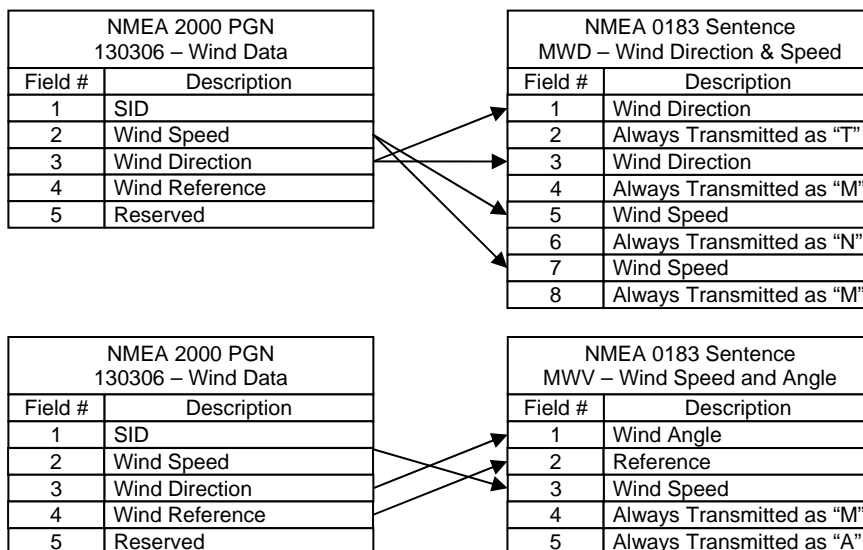 NMEA 2000 PGN
130306 – Wind Data
Field # Description
1 SID
2 Wind Speed
3 Wind Direction
4 Wind Reference
5 Reserved
NMEA 0183 Sentence
MWD – Wind Direction & Speed
Field # Description
1 Wind Direction
2 Always Transmitted as “T”
3 Wind Direction
4 Always Transmitted as “M”
5 Wind Speed
6 Always Transmitted as “N”
7 Wind Speed
8 Always Transmitted as “M”
NMEA 2000 PGN
130306 – Wind Data
Field # Description
1 SID
2 Wind Speed
3 Wind Direction
4 Wind Reference
5 Reserved
NMEA 0183 Sentence
MWV – Wind Speed and Angle
Field # Description
1 Wind Angle
2 Reference
3 Wind Speed
4 Always Transmitted as “M”
5 Always Transmitted as “A”